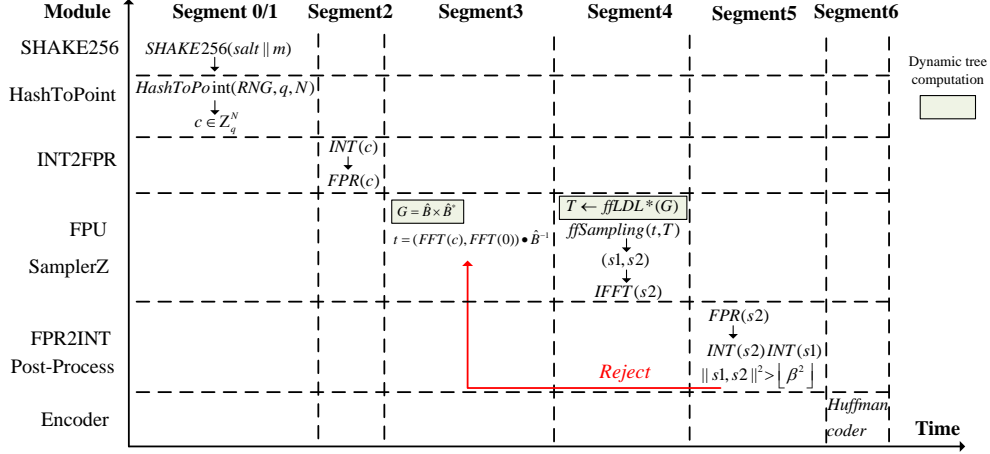 Module Segment 0/1 Segment2 Segment3 Segment4 Segment5 Segment6
SHAKE256 SHAKE256(salt || m)
Dynamic tree
computation
HashToPoint HashToPoint(RNG, q, N)
c ∈ Z_q^N
INT2FPR INT(c)
FPR(c)
G = B̂ × B̂* T ← ffLDL*(G)
FPU ffSampling(t,T)
t = (FFT(c), FFT(0)) • B̂⁻¹
SamplerZ (s1, s2)
IFFT(s2)
FPR(s2)
FPR2INT INT(s2) INT(s1)
Post-Process Reject || s1, s2 ||² > ⌊β²⌋
Huffman
Encoder coder Time